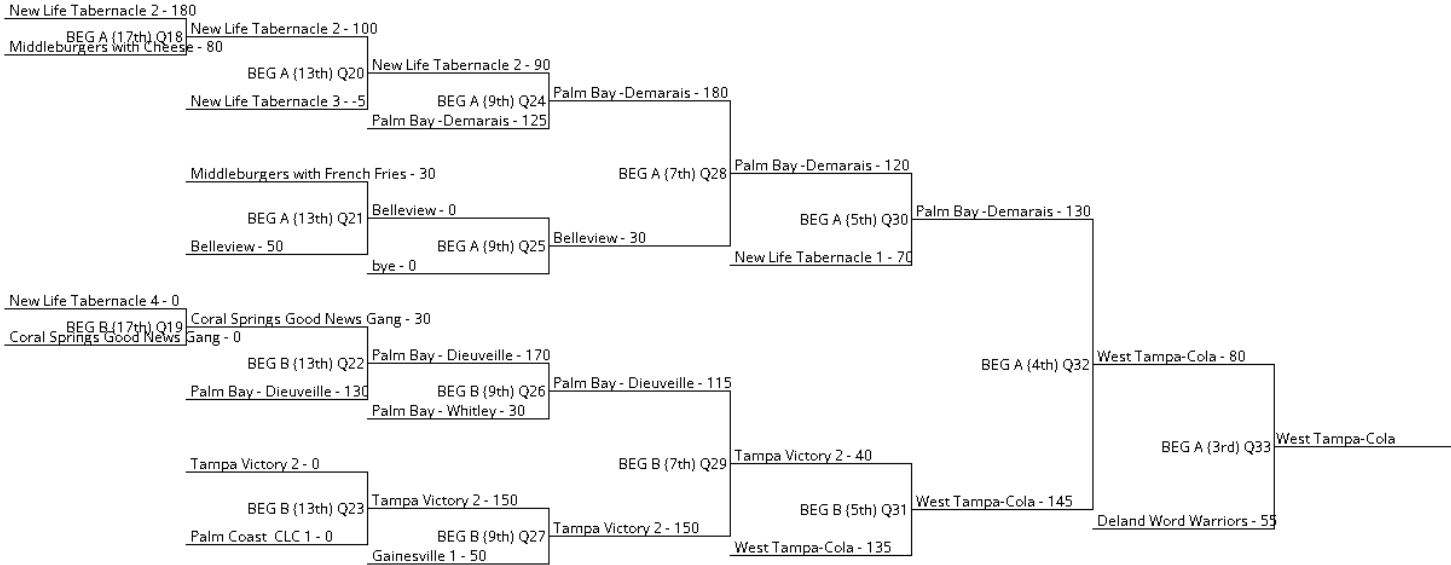 New Life Tabernacle 2 - 180
BEG A (17th) Q18
Middleburgers with Cheese - 80
New Life Tabernacle 2 - 100
BEG A (13th) Q20
New Life Tabernacle 3 - -5
New Life Tabernacle 2 - 90
BEG A (9th) Q24
Palm Bay -Demarais - 125
Palm Bay -Demarais - 180
Middleburgers with French Fries - 30
BEG A (13th) Q21
Belleview - 50
Belleview - 0
BEG A (9th) Q25
bye - 0
Belleview - 30
BEG A (7th) Q28
Palm Bay -Demarais - 120
BEG A (5th) Q30
New Life Tabernacle 1 - 70
Palm Bay -Demarais - 130
New Life Tabernacle 4 - 0
BEG B (17th) Q19
Coral Springs Good News Gang - 0
Coral Springs Good News Gang - 30
BEG B (13th) Q22
Palm Bay - Dieuveille - 130
Palm Bay - Dieuveille - 170
BEG B (9th) Q26
Palm Bay - Whitley - 30
Palm Bay - Dieuveille - 115
Tampa Victory 2 - 0
BEG B (13th) Q23
Palm Coast  CLC 1 - 0
Tampa Victory 2 - 150
BEG B (9th) Q27
Gainesville 1 - 50
Tampa Victory 2 - 150
BEG B (7th) Q29
Tampa Victory 2 - 40
BEG B (5th) Q31
West Tampa-Cola - 135
West Tampa-Cola - 145
BEG A (4th) Q32
West Tampa-Cola - 80
BEG A (3rd) Q33
Deland Word Warriors - 55
West Tampa-Cola